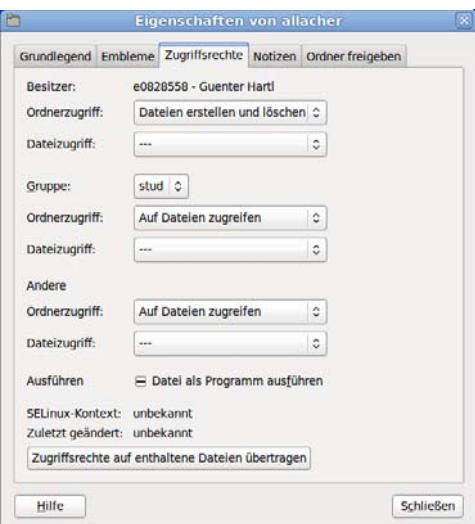 Eigenschaften von allacher
Grundlegend Embleme Zugriffsrechte Notizen Ordner freigeben
Besitzer: e0828558 - Guenter Hartl
Ordnerzugriff: Dateien erstellen und löschen
Dateizugriff: ---
Gruppe: stud
Ordnerzugriff: Auf Dateien zugreifen
Dateizugriff: ---
Andere
Ordnerzugriff: Auf Dateien zugreifen
Dateizugriff: ---
Ausführen Datei als Programm ausführen
SELinux-Kontext: unbekannt
Zuletzt geändert: unbekannt
Zugriffsrechte auf enthaltene Dateien übertragen
Hilfe Schließen